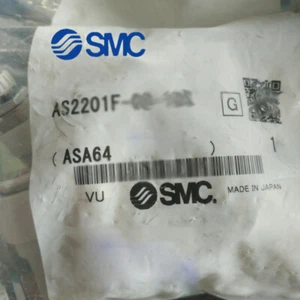 SMC
AS2201F-
G
( ASA64 ) 1
VU SMC. MADE IN JAPAN